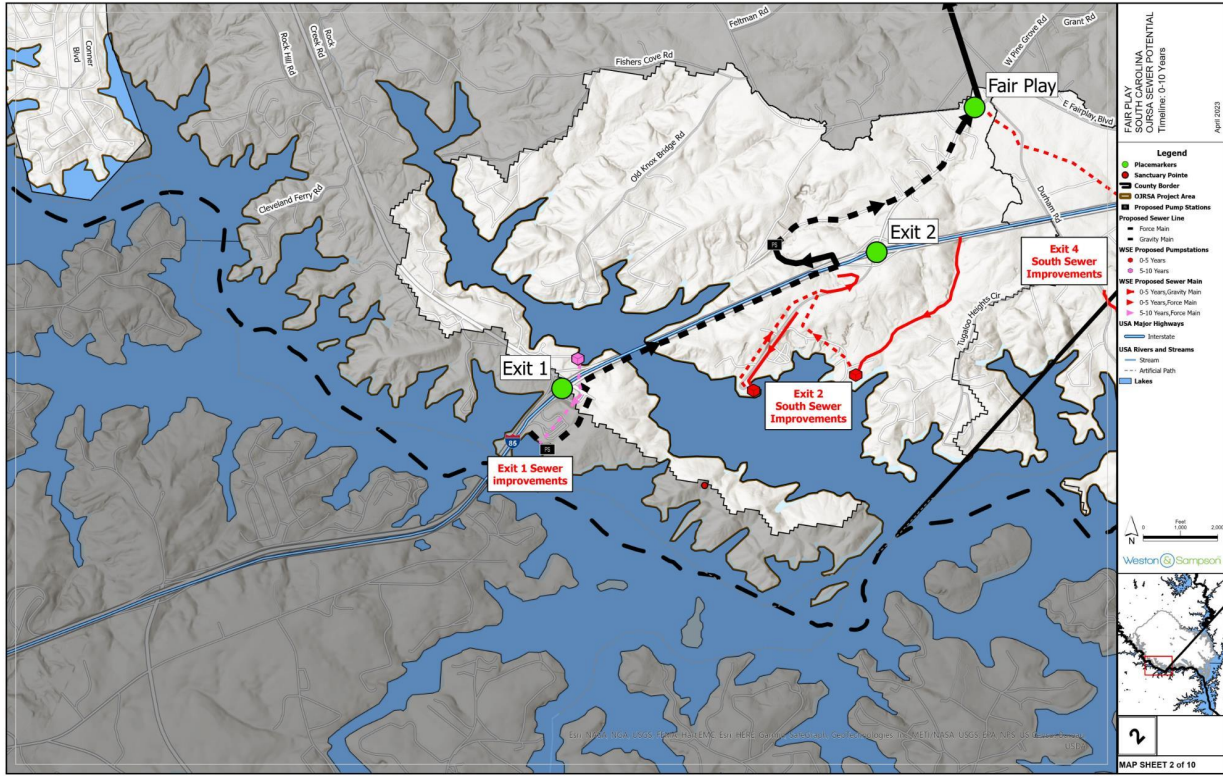 Conner
Blvd
Rock Hill Rd
Rock
Creek Rd
Fishers Cove Rd
Feltman Rd
W Pine Grove Rd
Grant Rd
Fair Play
E Fairplay Blvd
Old Knox Bridge Rd
Cleveland Ferry Rd
Durham Rd
PS
Exit 2
Exit 4
South Sewer
Improvements
Tugaloo Heights Cir
Exit 1
Exit 2
South Sewer
Improvements
85
PS
Exit 1 Sewer
improvements
FAIR PLAY
SOUTH CAROLINA
OJRSA SEWER POTENTIAL
Timeline: 0-10 Years
April 2023
Legend
Placemarkers
Sanctuary Pointe
County Border
OJRSA Project Area
Proposed Pump Stations
Proposed Sewer Line
Force Main
Gravity Main
WSE Proposed Pumpstations
0-5 Years
5-10 Years
WSE Proposed Sewer Main
0-5 Years,Gravity Main
0-5 Years,Force Main
5-10 Years,Force Main
USA Major Highways
Interstate
USA Rivers and Streams
Stream
Artificial Path
Lakes
N
Feet
0 1,000 2,000
Weston & Sampson
2
MAP SHEET 2 of 10